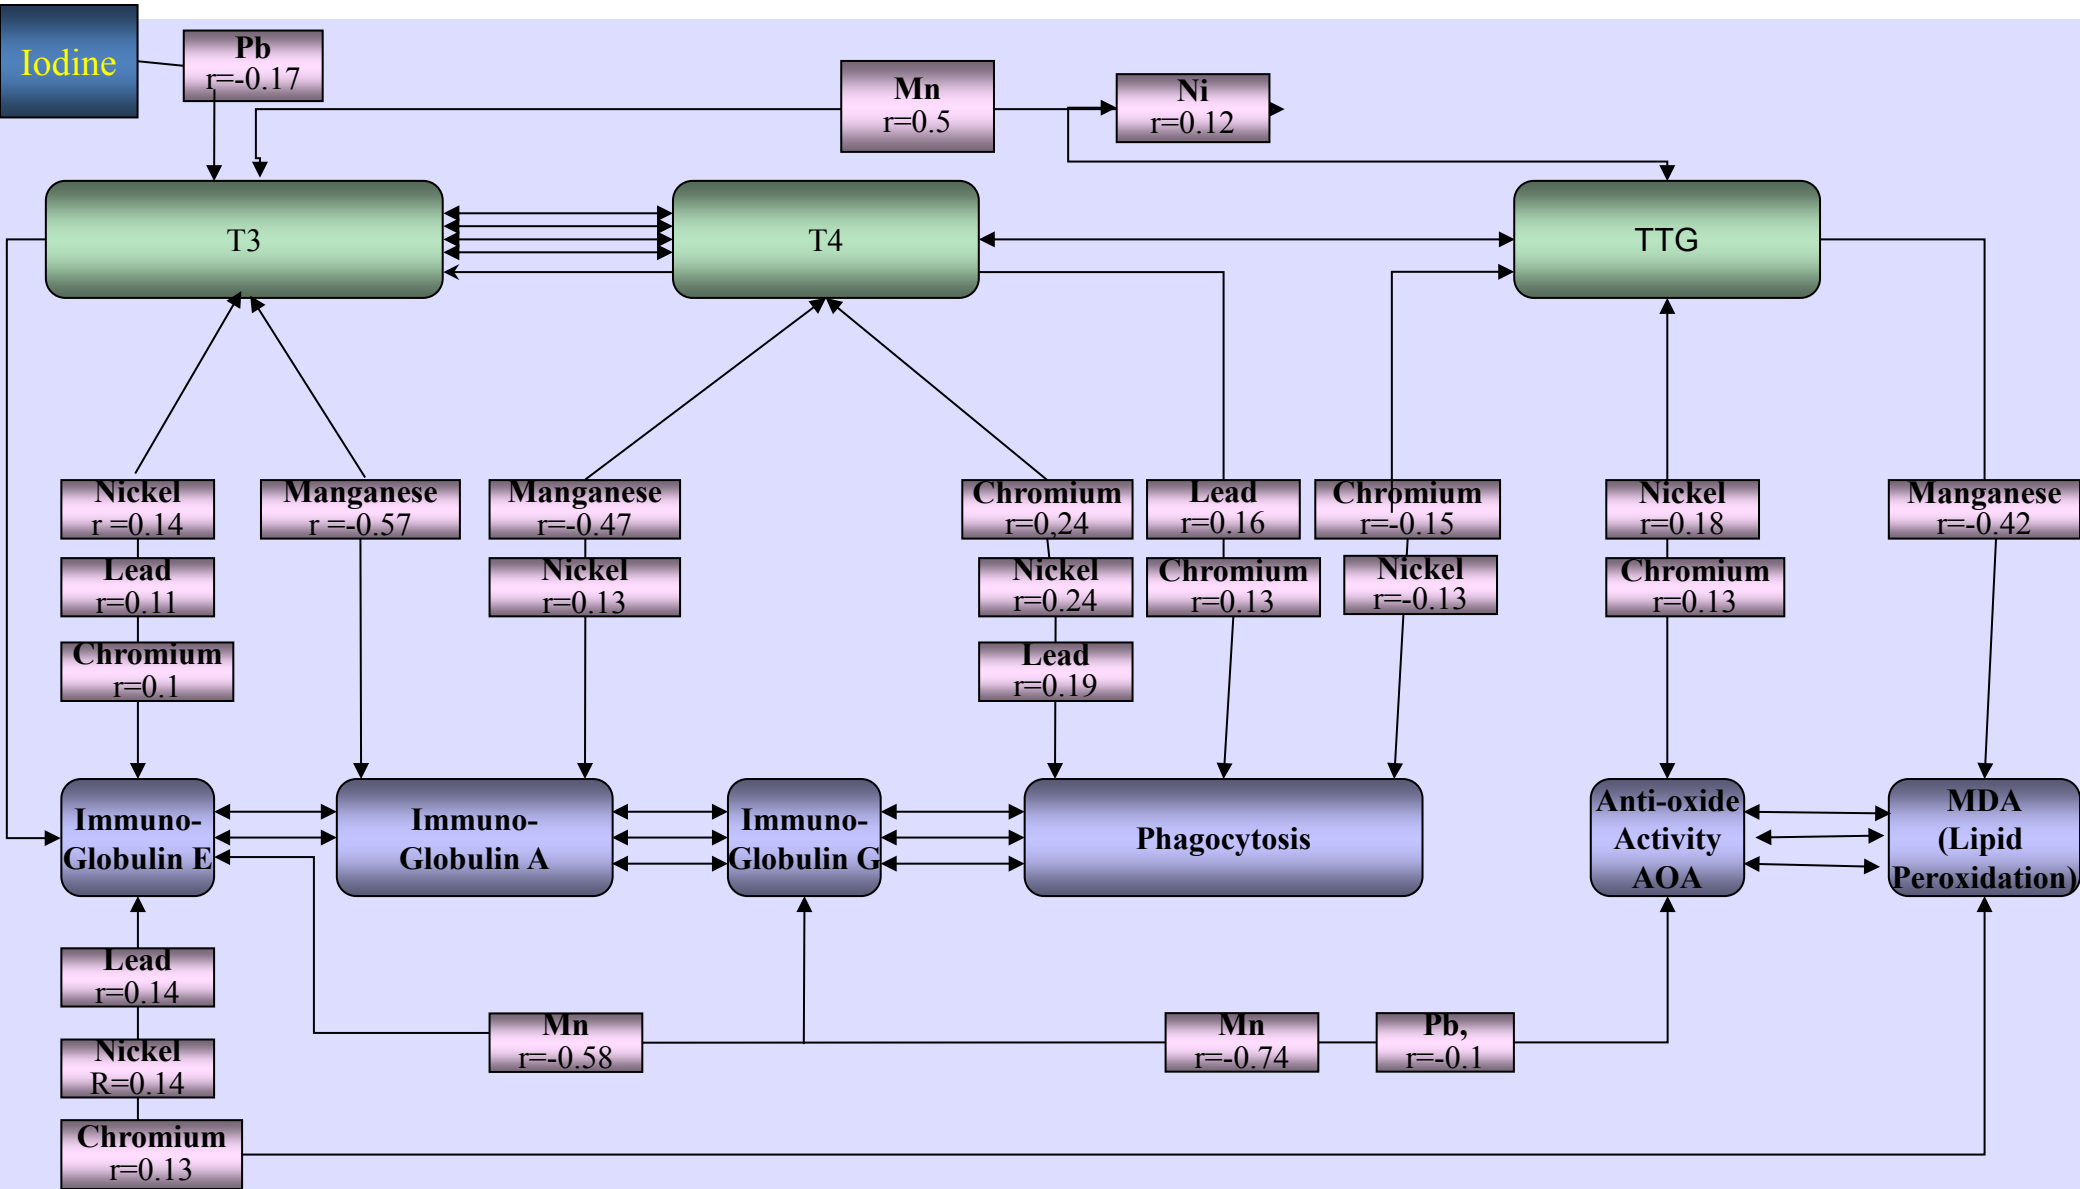 Iodine
Pb
r=-0.17
Mn
r=0.5
Ni
r=0.12
T3
T4
TTG
Nickel
r =0.14
Manganese
r =-0.57
Manganese
r=-0.47
Chromium
r=0,24
Lead
r=0.16
Chromium
r=-0.15
Nickel
r=0.18
Manganese
r=-0.42
Lead
r=0.11
Nickel
r=0.13
Nickel
r=0.24
Chromium
r=0.13
Nickel
r=-0.13
Chromium
r=0.13
Chromium
r=0.1
Lead
r=0.19
Immuno-
Globulin E
Immuno-
Globulin A
Immuno-
Globulin G
Phagocytosis
Anti-oxide
Activity
AOA
MDA
(Lipid
Peroxidation)
Lead
r=0.14
Nickel
R=0.14
Mn
r=-0.58
Mn
r=-0.74
Pb,
r=-0.1
Chromium
r=0.13